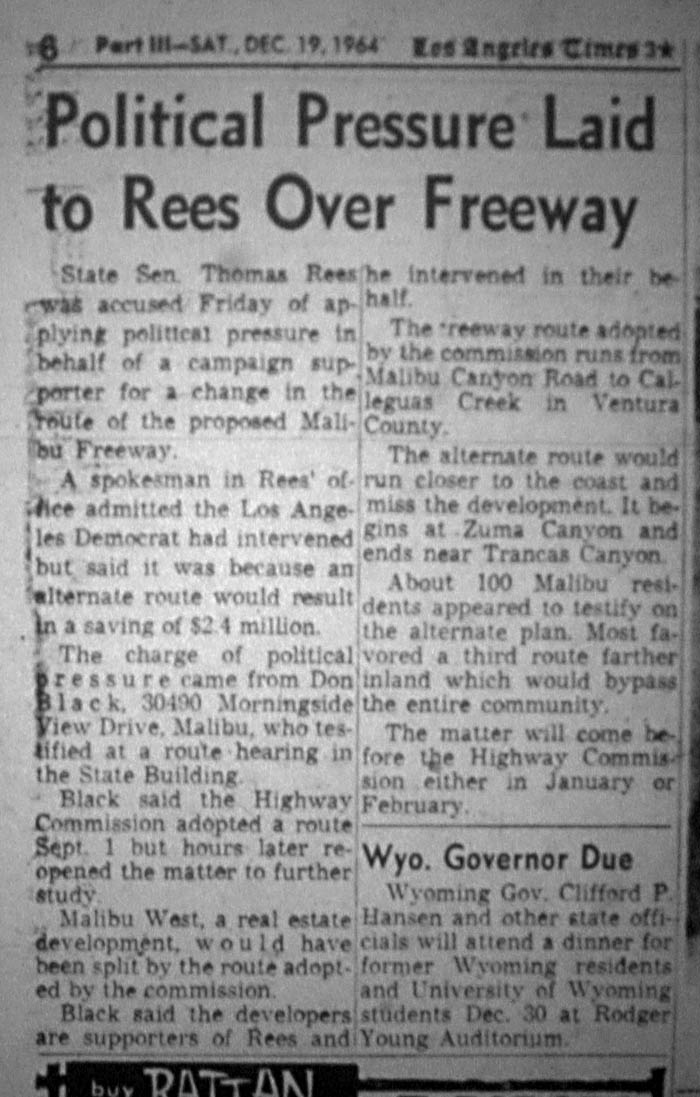 6 Part III—SAT., DEC. 19, 1964 Los Angeles Times 3★
Political Pressure Laid
to Rees Over Freeway
State Sen. Thomas Rees
was accused Friday of ap-
plying political pressure in
behalf of a campaign sup-
porter for a change in the
route of the proposed Mali-
bu Freeway.
A spokesman in Rees' of-
fice admitted the Los Ange-
les Democrat had intervened
but said it was because an
alternate route would result
in a saving of $2.4 million.
The charge of political
pressure came from Don
Black, 30490 Morningside
View Drive, Malibu, who tes-
tified at a route hearing in
the State Building.
Black said the Highway
Commission adopted a route
Sept. 1 but hours later re-
opened the matter to further
study.
Malibu West, a real estate
development, would have
been split by the route adopt-
ed by the commission.
Black said the developers
are supporters of Rees and
he intervened in their be-
half.
The freeway route adopted
by the commission runs from
Malibu Canyon Road to Cal-
leguas Creek in Ventura
County.
The alternate route would
run closer to the coast and
miss the development. It be-
gins at Zuma Canyon and
ends near Trancas Canyon.
About 100 Malibu resi-
dents appeared to testify on
the alternate plan. Most fa-
vored a third route farther
inland which would bypass
the entire community.
The matter will come be-
fore the Highway Commis-
sion either in January or
February.
Wyo. Governor Due
Wyoming Gov. Clifford P.
Hansen and other state offi-
cials will attend a dinner for
former Wyoming residents
and University of Wyoming
students Dec. 30 at Rodger
Young Auditorium.
buy RATTAN